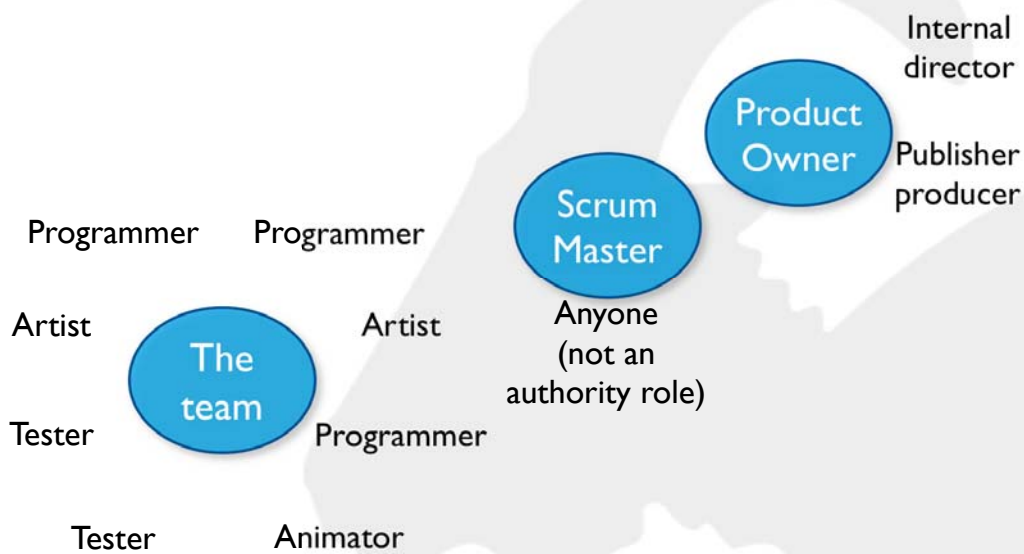 Internal
director
Product
Owner
Publisher
producer
Scrum
Master
Anyone
(not an
authority role)
Programmer Programmer
Artist Artist
The
team
Tester Programmer
Tester Animator